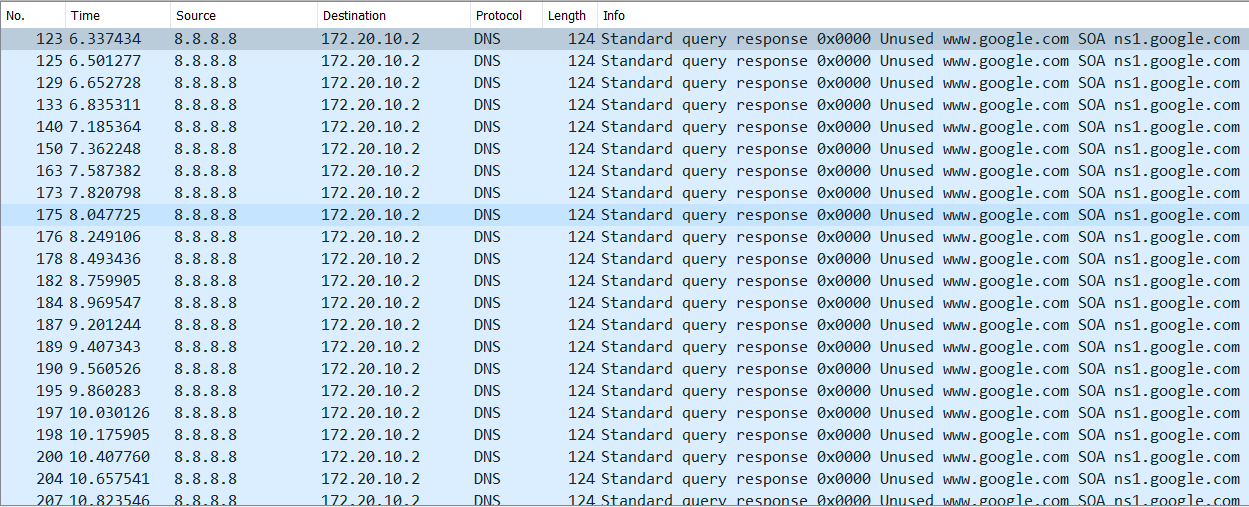 No. Time Source Destination Protocol Length Info
123 6.337434 8.8.8.8 172.20.10.2 DNS 124 Standard query response 0x0000 Unused www.google.com SOA ns1.google.com
125 6.501277 8.8.8.8 172.20.10.2 DNS 124 Standard query response 0x0000 Unused www.google.com SOA ns1.google.com
129 6.652728 8.8.8.8 172.20.10.2 DNS 124 Standard query response 0x0000 Unused www.google.com SOA ns1.google.com
133 6.835311 8.8.8.8 172.20.10.2 DNS 124 Standard query response 0x0000 Unused www.google.com SOA ns1.google.com
140 7.185364 8.8.8.8 172.20.10.2 DNS 124 Standard query response 0x0000 Unused www.google.com SOA ns1.google.com
150 7.362248 8.8.8.8 172.20.10.2 DNS 124 Standard query response 0x0000 Unused www.google.com SOA ns1.google.com
163 7.587382 8.8.8.8 172.20.10.2 DNS 124 Standard query response 0x0000 Unused www.google.com SOA ns1.google.com
173 7.820798 8.8.8.8 172.20.10.2 DNS 124 Standard query response 0x0000 Unused www.google.com SOA ns1.google.com
175 8.047725 8.8.8.8 172.20.10.2 DNS 124 Standard query response 0x0000 Unused www.google.com SOA ns1.google.com
176 8.249106 8.8.8.8 172.20.10.2 DNS 124 Standard query response 0x0000 Unused www.google.com SOA ns1.google.com
178 8.493436 8.8.8.8 172.20.10.2 DNS 124 Standard query response 0x0000 Unused www.google.com SOA ns1.google.com
182 8.759905 8.8.8.8 172.20.10.2 DNS 124 Standard query response 0x0000 Unused www.google.com SOA ns1.google.com
184 8.969547 8.8.8.8 172.20.10.2 DNS 124 Standard query response 0x0000 Unused www.google.com SOA ns1.google.com
187 9.201244 8.8.8.8 172.20.10.2 DNS 124 Standard query response 0x0000 Unused www.google.com SOA ns1.google.com
189 9.407343 8.8.8.8 172.20.10.2 DNS 124 Standard query response 0x0000 Unused www.google.com SOA ns1.google.com
190 9.560526 8.8.8.8 172.20.10.2 DNS 124 Standard query response 0x0000 Unused www.google.com SOA ns1.google.com
195 9.860283 8.8.8.8 172.20.10.2 DNS 124 Standard query response 0x0000 Unused www.google.com SOA ns1.google.com
197 10.030126 8.8.8.8 172.20.10.2 DNS 124 Standard query response 0x0000 Unused www.google.com SOA ns1.google.com
198 10.175905 8.8.8.8 172.20.10.2 DNS 124 Standard query response 0x0000 Unused www.google.com SOA ns1.google.com
200 10.407760 8.8.8.8 172.20.10.2 DNS 124 Standard query response 0x0000 Unused www.google.com SOA ns1.google.com
204 10.657541 8.8.8.8 172.20.10.2 DNS 124 Standard query response 0x0000 Unused www.google.com SOA ns1.google.com
207 10.823546 8.8.8.8 172.20.10.2 DNS 124 Standard query response 0x0000 Unused www.google.com SOA ns1.google.com